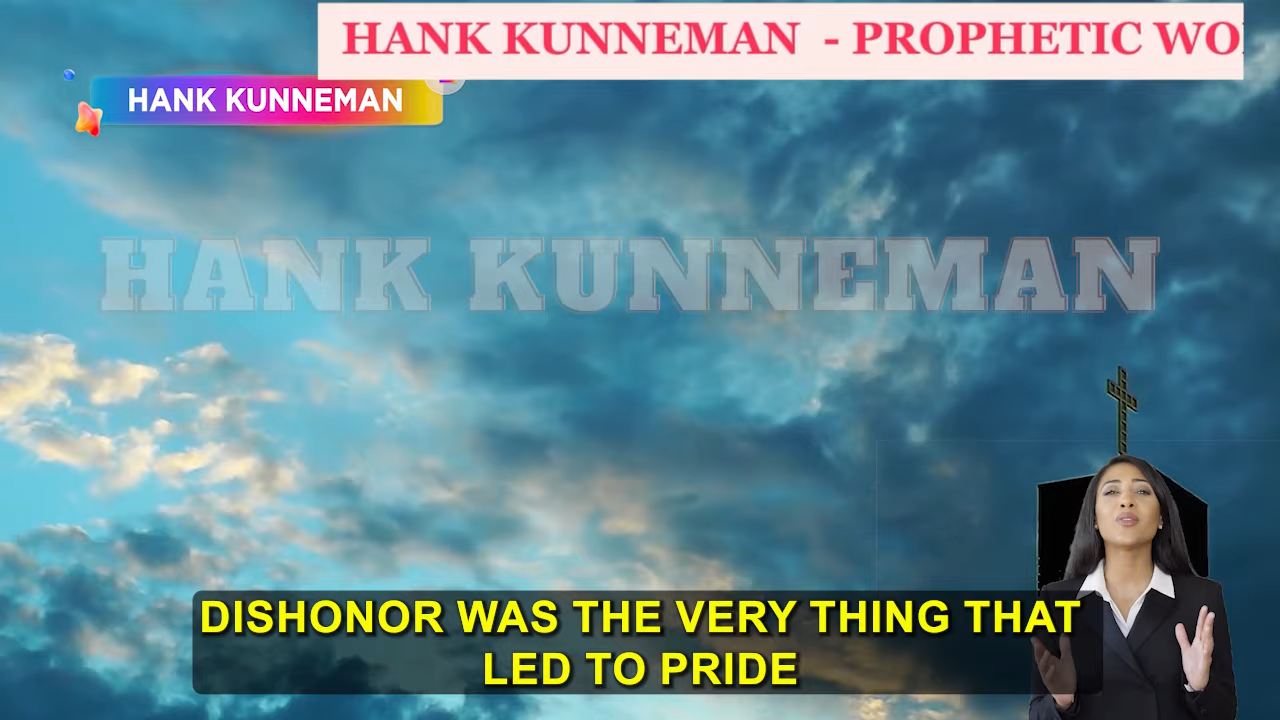 HANK KUNNEMAN - PROPHETIC
HANK KUNNEMAN
HANK KUNNEMAN
DISHONOR WAS THE VERY THING THAT
LED TO PRIDE